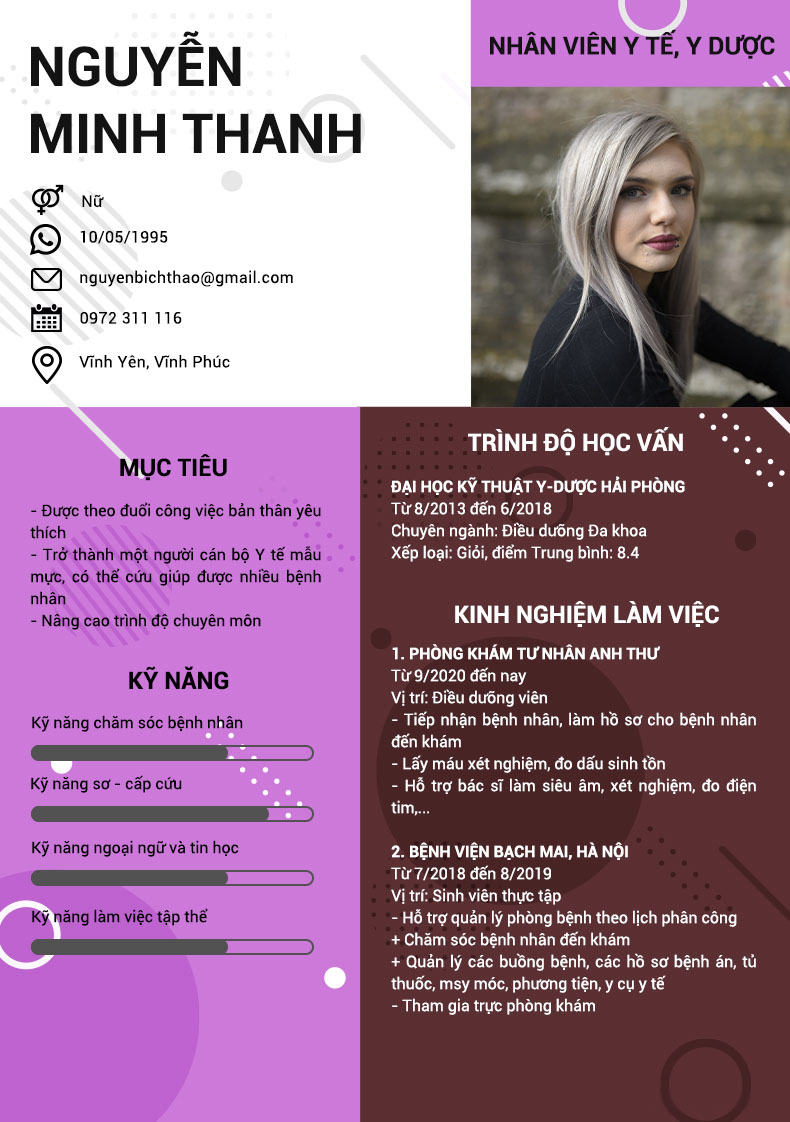 NGUYỄN
MINH THANH
NHÂN VIÊN Y TẾ, Y DƯỢC
Nữ
10/05/1995
nguyenbichthao@gmail.com
0972 311 116
Vĩnh Yên, Vĩnh Phúc
MỤC TIÊU
- Được theo đuổi công việc bản thân yêu
thích
- Trở thành một người cán bộ Y tế mẫu
mực, có thể cứu giúp được nhiều bệnh
nhân
- Nâng cao trình độ chuyên môn
KỸ NĂNG
Kỹ năng chăm sóc bệnh nhân
Kỹ năng sơ - cấp cứu
Kỹ năng ngoại ngữ và tin học
Kỹ năng làm việc tập thể
TRÌNH ĐỘ HỌC VẤN
ĐẠI HỌC KỸ THUẬT Y-DƯỢC HẢI PHÒNG
Từ 8/2013 đến 6/2018
Chuyên ngành: Điều dưỡng Đa khoa
Xếp loại: Giỏi, điểm Trung bình: 8.4
KINH NGHIỆM LÀM VIỆC
1. PHÒNG KHÁM TƯ NHÂN ANH THƯ
Từ 9/2020 đến nay
Vị trí: Điều dưỡng viên
- Tiếp nhận bệnh nhân, làm hồ sơ cho bệnh nhân
đến khám
- Lấy máu xét nghiệm, đo dấu sinh tồn
- Hỗ trợ bác sĩ làm siêu âm, xét nghiệm, đo điện
tim,...
2. BỆNH VIỆN BẠCH MAI, HÀ NỘI
Từ 7/2018 đến 8/2019
Vị trí: Sinh viên thực tập
- Hỗ trợ quản lý phòng bệnh theo lịch phân công
+ Chăm sóc bệnh nhân đến khám
+ Quản lý các buồng bệnh, các hồ sơ bệnh án, tủ
thuốc, msy móc, phương tiện, y cụ y tế
- Tham gia trực phòng khám